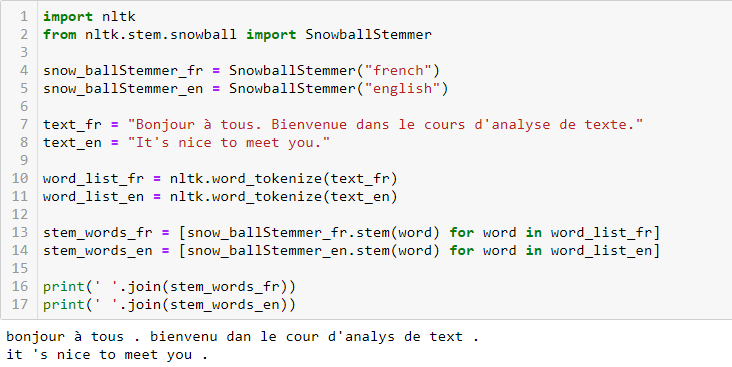 1 import nltk
2 from nltk.stem.snowball import SnowballStemmer
3
4 snow_ballStemmer_fr = SnowballStemmer("french")
5 snow_ballStemmer_en = SnowballStemmer("english")
6
7 text_fr = "Bonjour à tous. Bienvenue dans le cours d'analyse de texte."
8 text_en = "It's nice to meet you."
9
10 word_list_fr = nltk.word_tokenize(text_fr)
11 word_list_en = nltk.word_tokenize(text_en)
12
13 stem_words_fr = [snow_ballStemmer_fr.stem(word) for word in word_list_fr]
14 stem_words_en = [snow_ballStemmer_en.stem(word) for word in word_list_en]
15
16 print(' '.join(stem_words_fr))
17 print(' '.join(stem_words_en))
bonjour à tous . bienvenu dan le cour d'analys de text .
it 's nice to meet you .